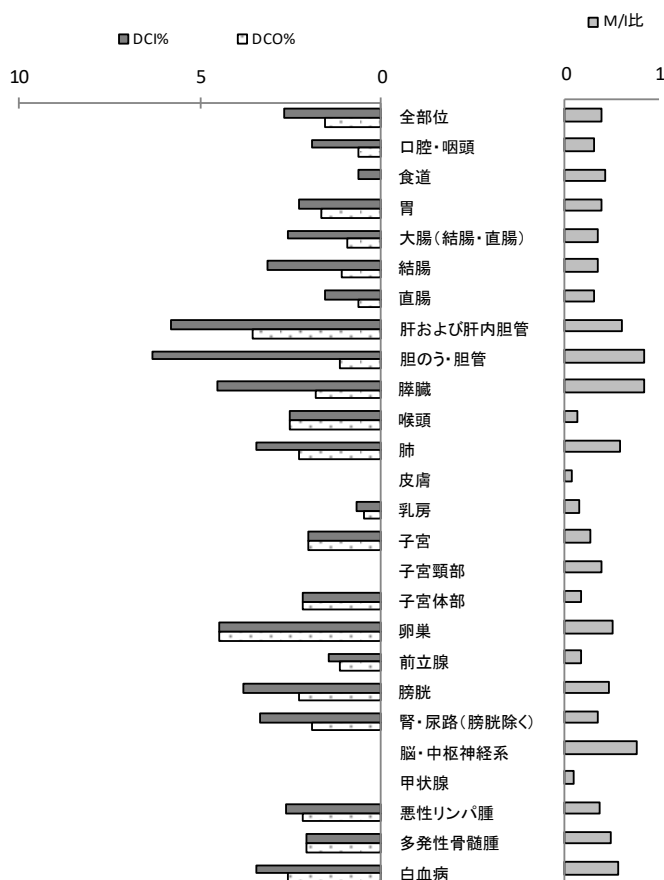 M/I比
DCI%
DCO%
10
5
0
0
1
全部位
口腔・咽頭
食道
胃
大腸(結腸・直腸)
結腸
直腸
肝および肝内胆管
胆のう・胆管
膵臓
喉頭
肺
皮膚
乳房
子宮
子宮頸部
子宮体部
卵巣
前立腺
膀胱
腎・尿路(膀胱除く)
脳・中枢神経系
甲状腺
悪性リンパ腫
多発性骨髄腫
白血病